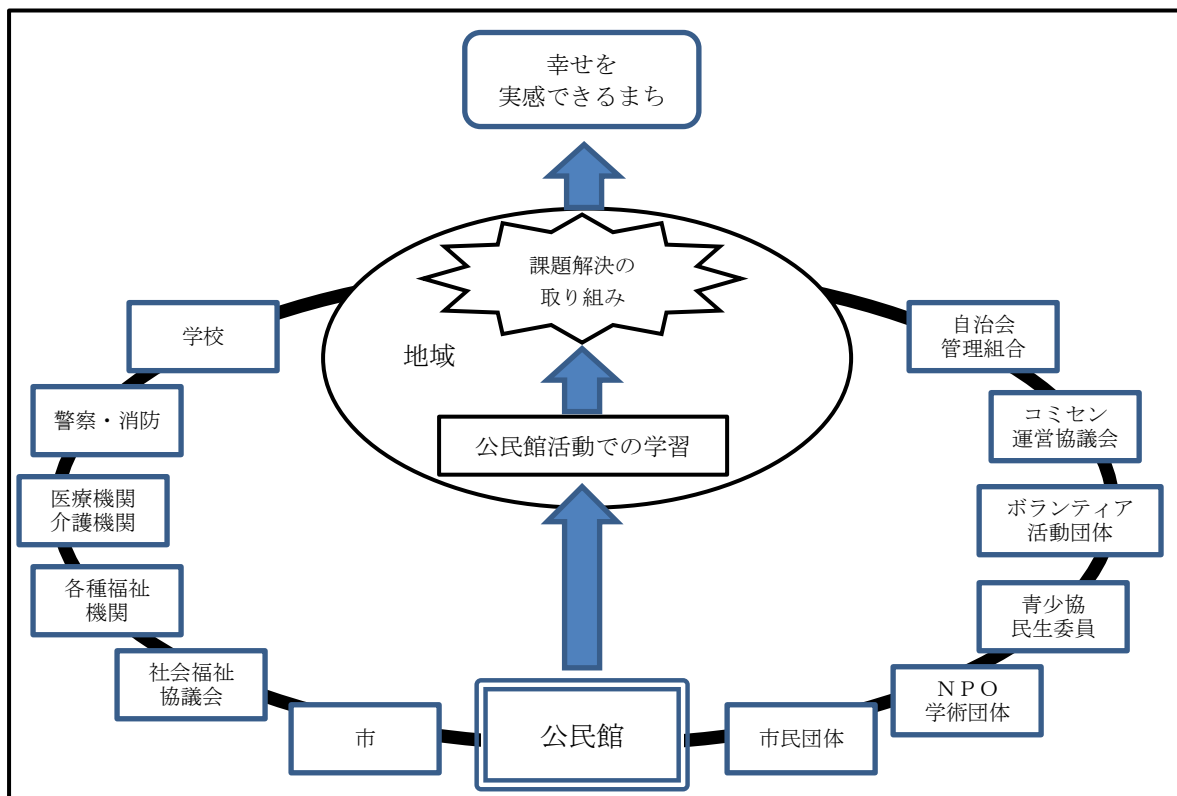 幸せを
実感できるまち
課題解決の
取り組み
地域
公民館活動での学習
学校
警察・消防
医療機関
介護機関
各種福祉
機関
社会福祉
協議会
市
公民館
市民団体
ＮＰＯ
学術団体
青少協
民生委員
ボランティア
活動団体
コミセン
運営協議会
自治会
管理組合